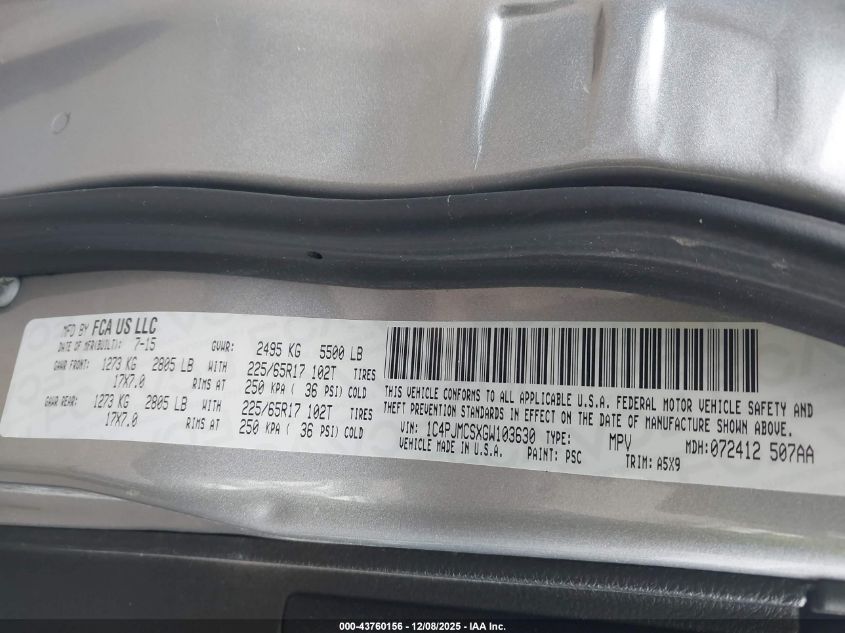 MFD BY FCA US LLC
DATE OF MFR(BUILT): 7-15 GVWR: 2495 KG 5500 LB
GAWR FRONT: 1273 KG 2805 LB WITH 225/65R17 102T TIRES
17X7.0 RIMS AT 250 KPA ( 36 PSI) COLD
GAWR REAR: 1273 KG 2805 LB WITH 225/65R17 102T TIRES
17X7.0 RIMS AT 250 KPA ( 36 PSI) COLD
THIS VEHICLE CONFORMS TO ALL APPLICABLE U.S.A. FEDERAL MOTOR VEHICLE SAFETY AND
THEFT PREVENTION STANDARDS IN EFFECT ON THE DATE OF MANUFACTURE SHOWN ABOVE.
VIN: 1C4PJMCSXGW103630 TYPE: MPV MDH:072412 507AA
VEHICLE MADE IN U.S.A. PAINT: PSC TRIM: A5X9
000-43760156 - 12/08/2025 - IAA Inc.